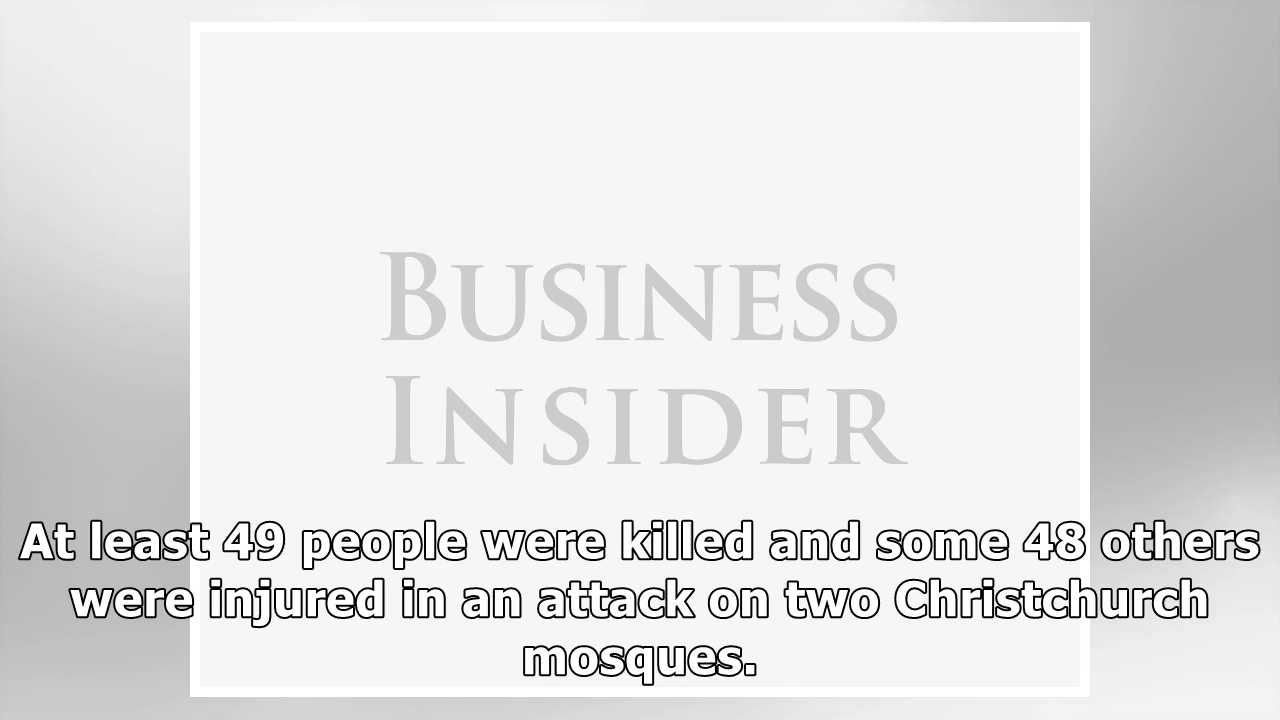 BUSINESS
INSIDER
At least 49 people were killed and some 48 others
were injured in an attack on two Christchurch
mosques.